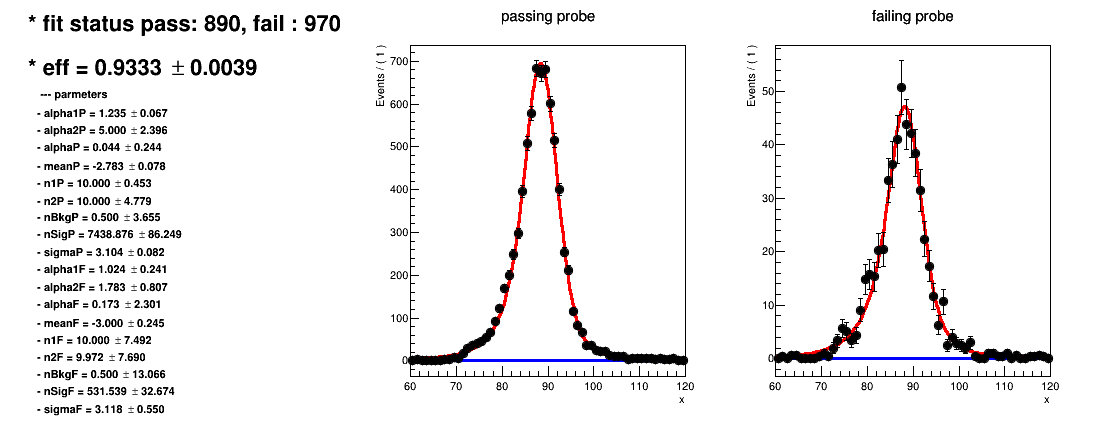 * fit status pass: 890, fail : 970
* eff = 0.9333 ± 0.0039
--- parmeters
- alpha1P = 1.235 ± 0.067
- alpha2P = 5.000 ± 2.396
- alphaP = 0.044 ± 0.244
- meanP = -2.783 ± 0.078
- n1P = 10.000 ± 0.453
- n2P = 10.000 ± 4.779
- nBkgP = 0.500 ± 3.655
- nSigP = 7438.876 ± 86.249
- sigmaP = 3.104 ± 0.082
- alpha1F = 1.024 ± 0.241
- alpha2F = 1.783 ± 0.807
- alphaF = 0.173 ± 2.301
- meanF = -3.000 ± 0.245
- n1F = 10.000 ± 7.492
- n2F = 9.972 ± 7.690
- nBkgF = 0.500 ± 13.066
- nSigF = 531.539 ± 32.674
- sigmaF = 3.118 ± 0.550
passing probe
Events / ( 1 )
700
600
500
400
300
200
100
0
60 70 80 90 100 110 120
x
failing probe
Events / ( 1 )
50
40
30
20
10
0
60 70 80 90 100 110 120
x